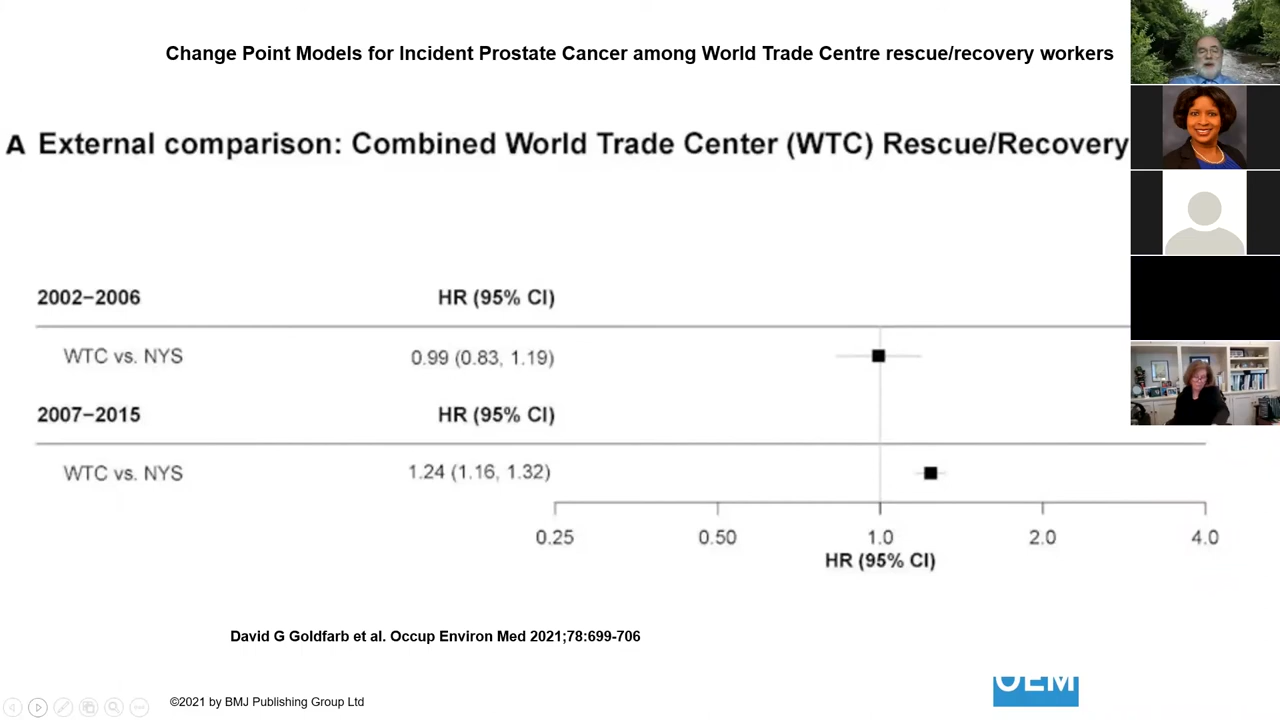 Change Point Models for Incident Prostate Cancer among World Trade Centre rescue/recovery workers
A External comparison: Combined World Trade Center (WTC) Rescue/Recovery
2002−2006 HR (95% CI)
WTC vs. NYS 0.99 (0.83, 1.19)
2007−2015 HR (95% CI)
WTC vs. NYS 1.24 (1.16, 1.32)
0.25 0.50 1.0 2.0 4.0
HR (95% CI)
David G Goldfarb et al. Occup Environ Med 2021;78:699-706
©2021 by BMJ Publishing Group Ltd
OEM